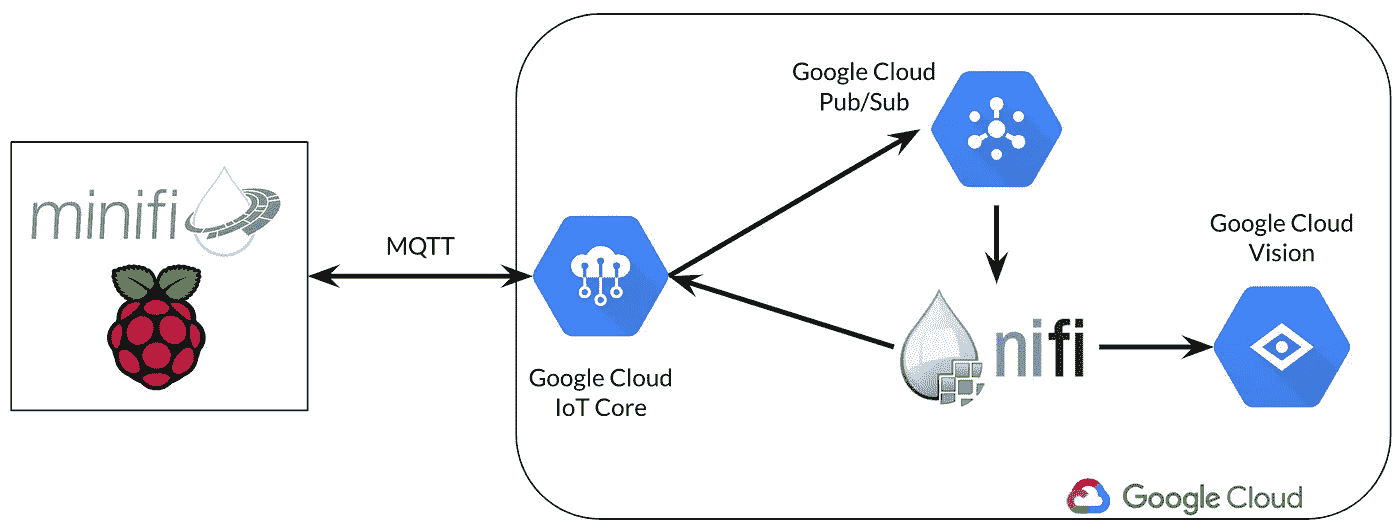 minifi
MQTT
Google Cloud
IoT Core
Google Cloud
Pub/Sub
nifi
Google Cloud
Vision
Google Cloud